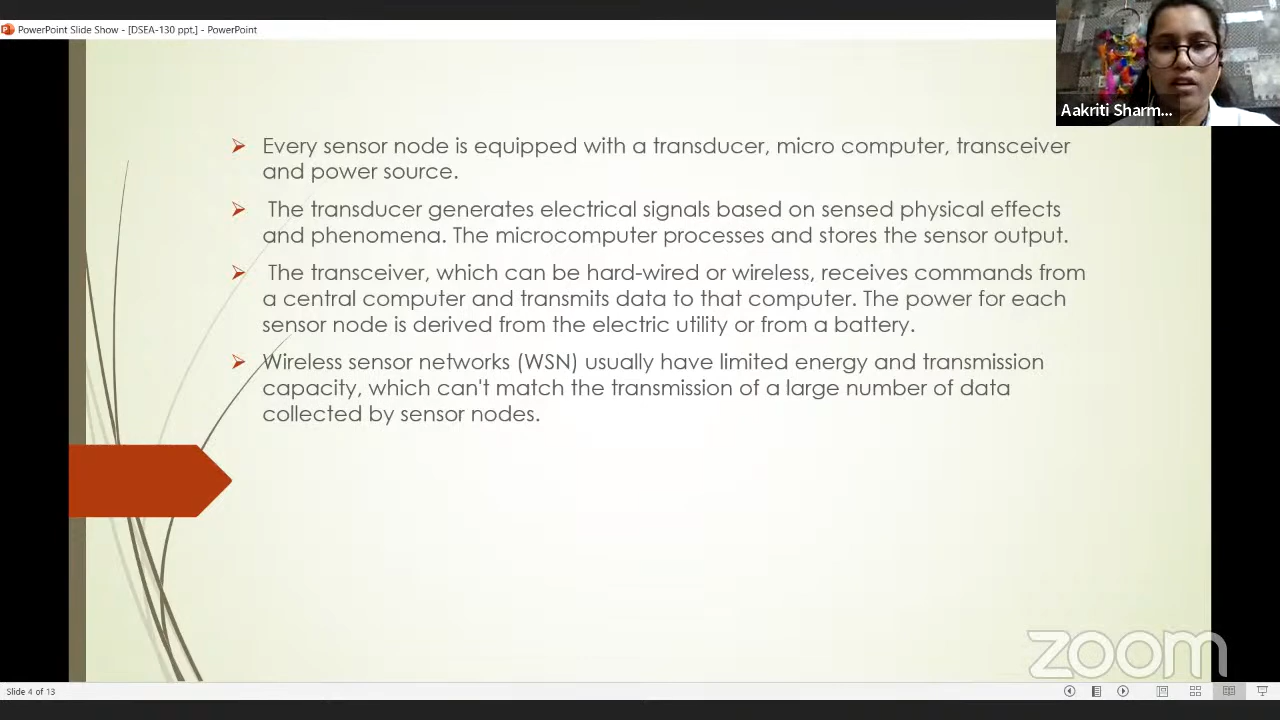 PowerPoint Slide Show - [DSEA-130 ppt.] - PowerPoint
Aakriti Sharm...
Every sensor node is equipped with a transducer, micro computer, transceiver
and power source.
The transducer generates electrical signals based on sensed physical effects
and phenomena. The microcomputer processes and stores the sensor output.
The transceiver, which can be hard-wired or wireless, receives commands from
a central computer and transmits data to that computer. The power for each
sensor node is derived from the electric utility or from a battery.
Wireless sensor networks (WSN) usually have limited energy and transmission
capacity, which can't match the transmission of a large number of data
collected by sensor nodes.
zoom
Slide 4 of 13